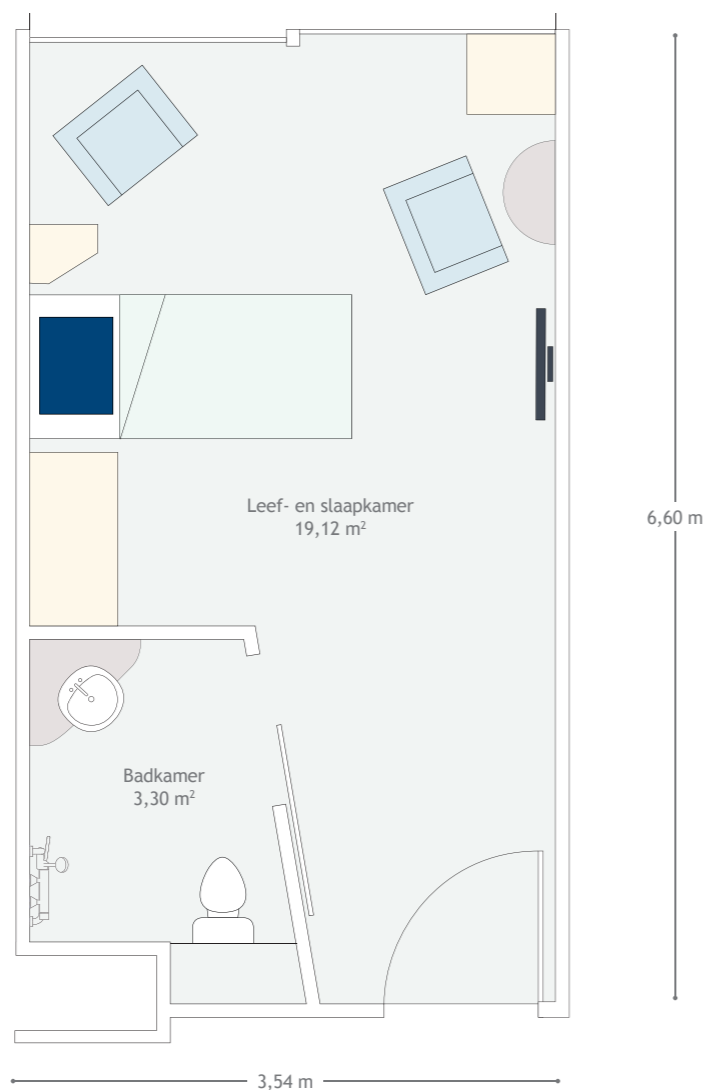 Leef- en slaapkamer
19,12 m²
6,60 m
Badkamer
3,30 m²
3,54 m